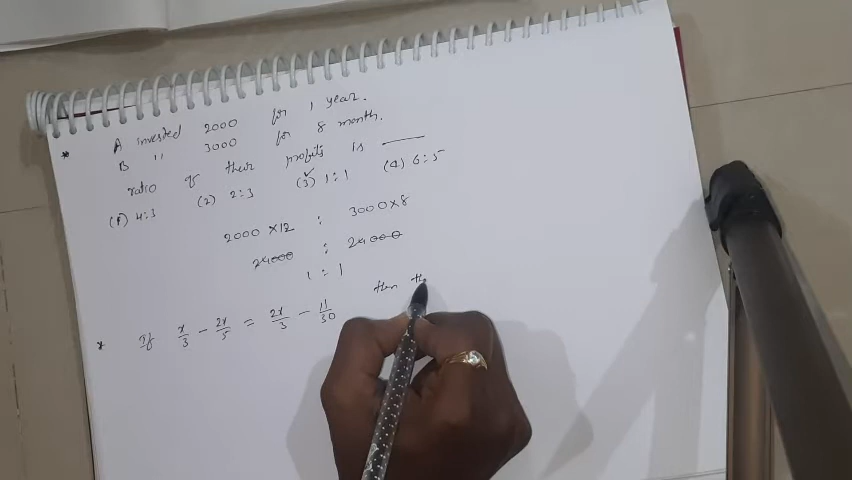 * A invested 2000 for 1 year.
B " 3000 for 8 month.
ratio of their profits is ____
(1) 4:3 (2) 2:3 (3) ✓ 1:1 (4) 6:5
2000 ×12 : 3000×8
24000 : 24000
1 : 1
* If x/3 - 2x/5 = 2x/3 - 11/30 then the